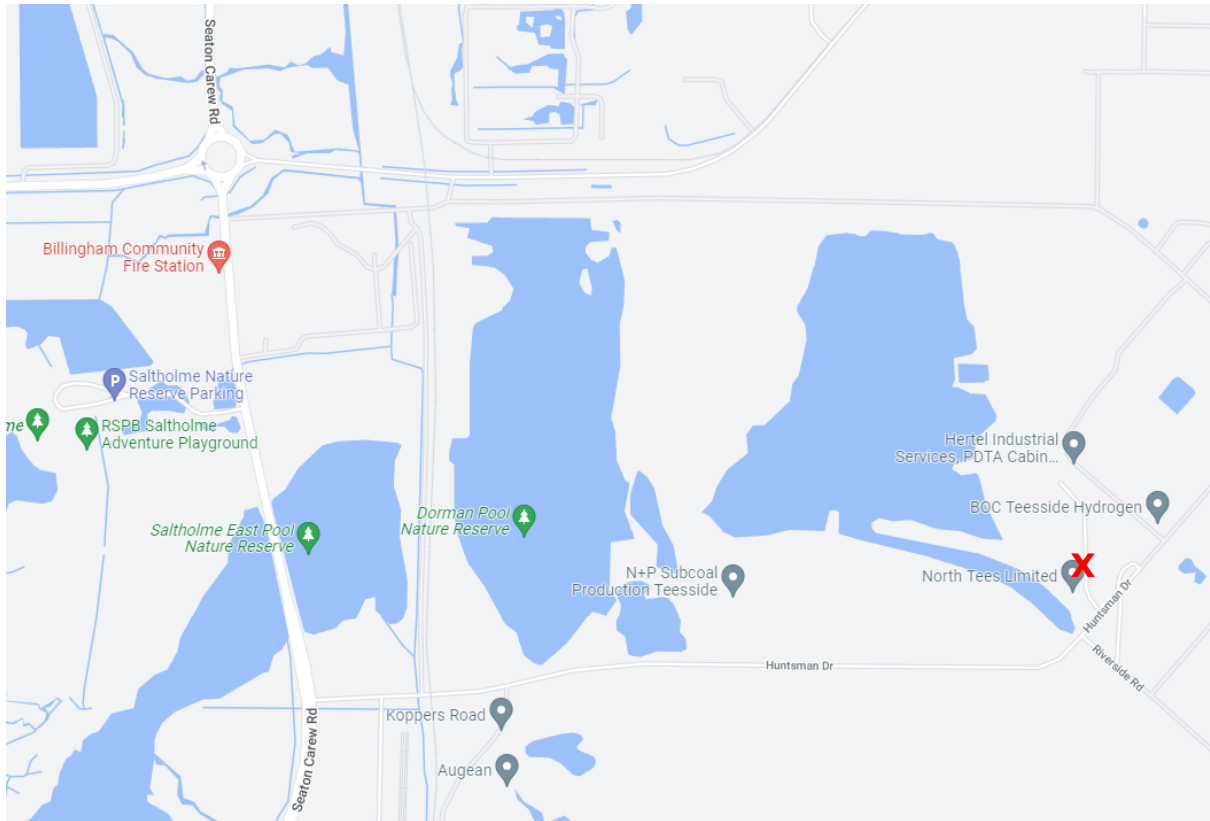 Seaton Carew Rd
Billingham Community
Fire Station
P
Saltholme Nature
Reserve Parking
me
RSPB Saltholme
Adventure Playground
Hertel Industrial
Services, PDTA Cabin...
BOC Teesside Hydrogen
Dorman Pool
Nature Reserve
Saltholme East Pool
Nature Reserve
N+P Subcoal
Production Teesside
North Tees Limited
X
Huntsman Dr
Riverside Rd
Huntsman Dr
Koppers Road
Seaton Carew Rd
Augean